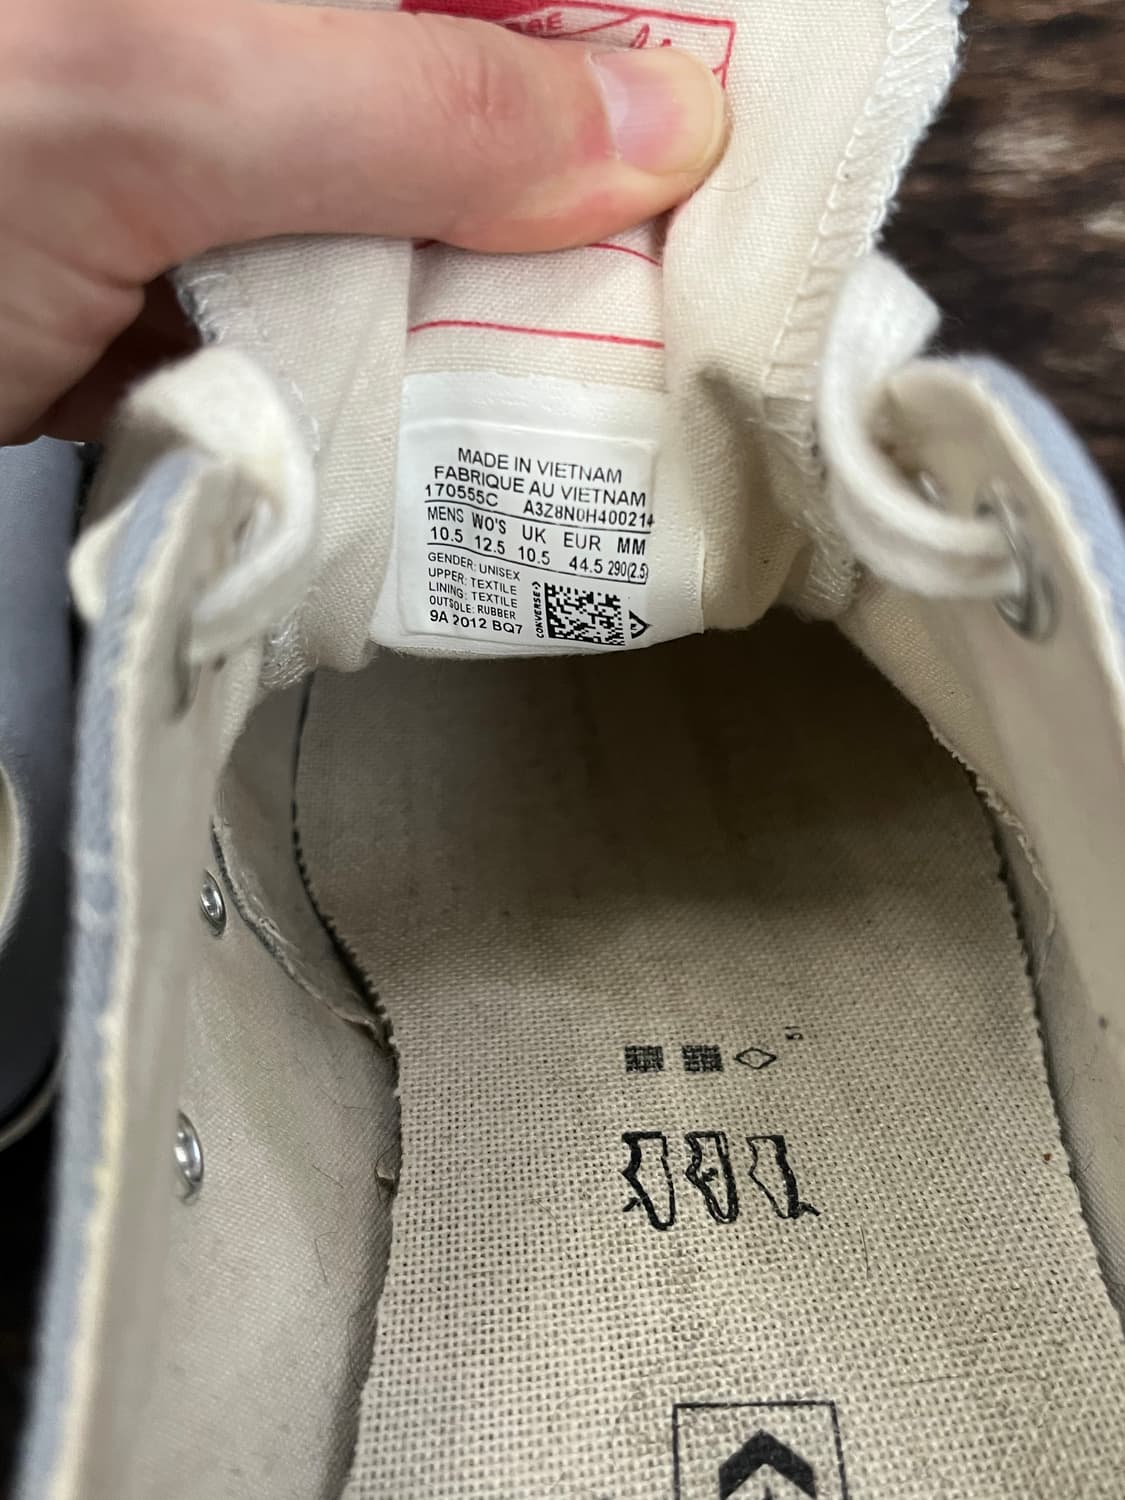 MADE IN VIETNAM
FABRIQUE AU VIETNAM
170555C A3Z8N0H400214
MENS WO'S UK EUR MM
10.5 12.5 10.5 44.5 290(2.5)
GENDER: UNISEX
UPPER: TEXTILE
LINING: TEXTILE
OUTSOLE: RUBBER
9A 2012 BQ7
CONVERSE
51